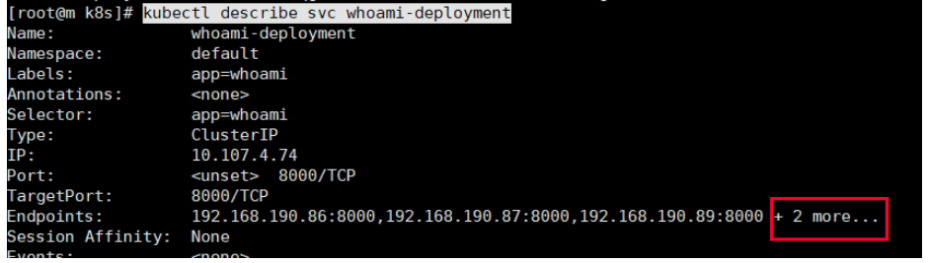 [root@m k8s]# kubectl describe svc whoami-deployment
Name: whoami-deployment
Namespace: default
Labels: app=whoami
Annotations: <none>
Selector: app=whoami
Type: ClusterIP
IP: 10.107.4.74
Port: <unset> 8000/TCP
TargetPort: 8000/TCP
Endpoints: 192.168.190.86:8000,192.168.190.87:8000,192.168.190.89:8000 + 2 more...
Session Affinity: None
Events: <none>